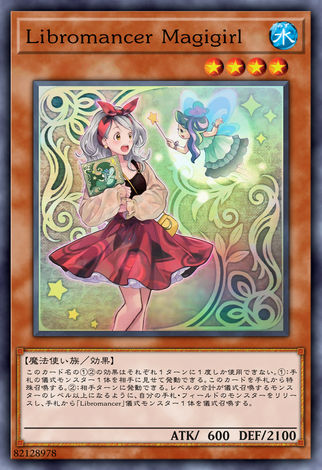 Libromancer Magigirl
水
【魔法使い族／効果】
このカード名の①②の効果はそれぞれ１ターンに１度しか使用できない。①：手
札の儀式モンスター１体を相手に見せて発動できる。このカードを手札から特
殊召喚する。②：相手ターンに発動できる。レベルの合計が儀式召喚するモンス
ターのレベル以上になるように、自分の手札・フィールドのモンスターをリリー
スし、手札から「Libromancer」儀式モンスター１体を儀式召喚する。
ATK/ 600 DEF/2100
82128978